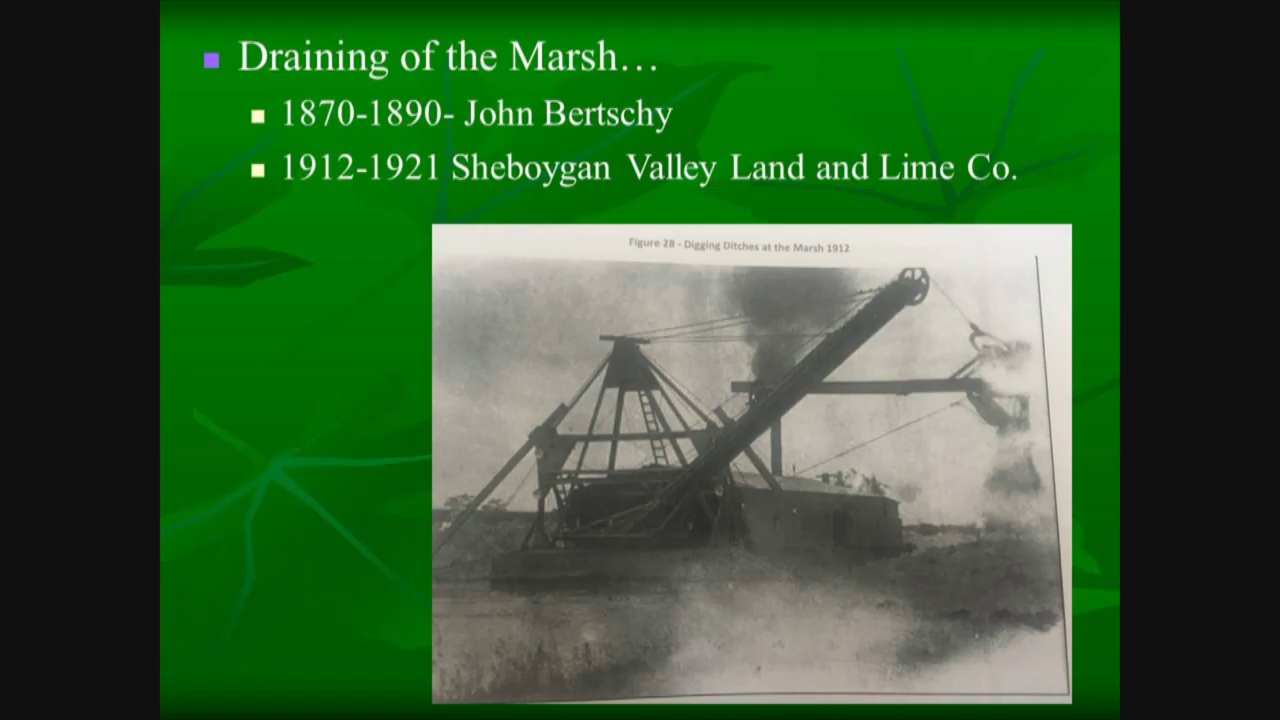 Draining of the Marsh…
1870-1890- John Bertschy
1912-1921 Sheboygan Valley Land and Lime Co.
Figure 28 - Digging Ditches at the Marsh 1912